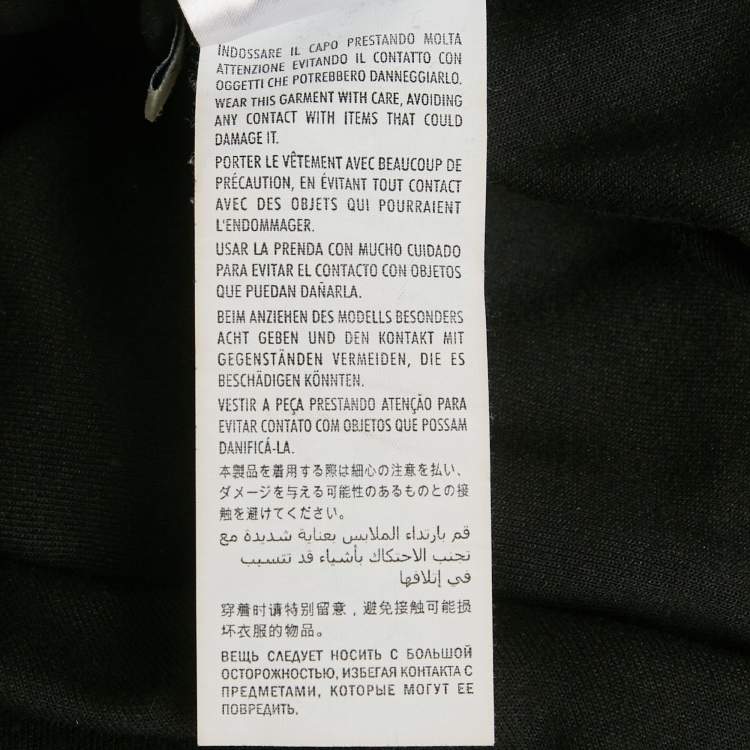 INDOSSARE IL CAPO PRESTANDO MOLTA
ATTENZIONE EVITANDO IL CONTATTO CON
OGGETTI CHE POTREBBERO DANNEGGIARLO.
WEAR THIS GARMENT WITH CARE, AVOIDING
ANY CONTACT WITH ITEMS THAT COULD
DAMAGE IT.
PORTER LE VÊTEMENT AVEC BEAUCOUP DE
PRÉCAUTION, EN ÉVITANT TOUT CONTACT
AVEC DES OBJETS QUI POURRAIENT
L'ENDOMMAGER.
USAR LA PRENDA CON MUCHO CUIDADO
PARA EVITAR EL CONTACTO CON OBJETOS
QUE PUEDAN DAÑARLA.
BEIM ANZIEHEN DES MODELLS BESONDERS
ACHT GEBEN UND DEN KONTAKT MIT
GEGENSTÄNDEN VERMEIDEN, DIE ES
BESCHÄDIGEN KÖNNTEN.
VESTIR A PEÇA PRESTANDO ATENÇÃO PARA
EVITAR CONTATO COM OBJETOS QUE POSSAM
DANIFICÁ-LA.
本製品を着用する際は細心の注意を払い、
ダメージを与える可能性のあるものとの接
触を避けてください。
قم بارتداء الملابس بعناية شديدة مع
تجنب الاحتكاك بأشياء قد تتسبب
في إتلافها
穿着时请特别留意，避免接触可能损
坏衣服的物品。
ВЕЩЬ СЛЕДУЕТ НОСИТЬ С БОЛЬШОЙ
ОСТОРОЖНОСТЬЮ, ИЗБЕГАЯ КОНТАКТА С
ПРЕДМЕТАМИ, КОТОРЫЕ МОГУТ ЕЕ
ПОВРЕДИТЬ.